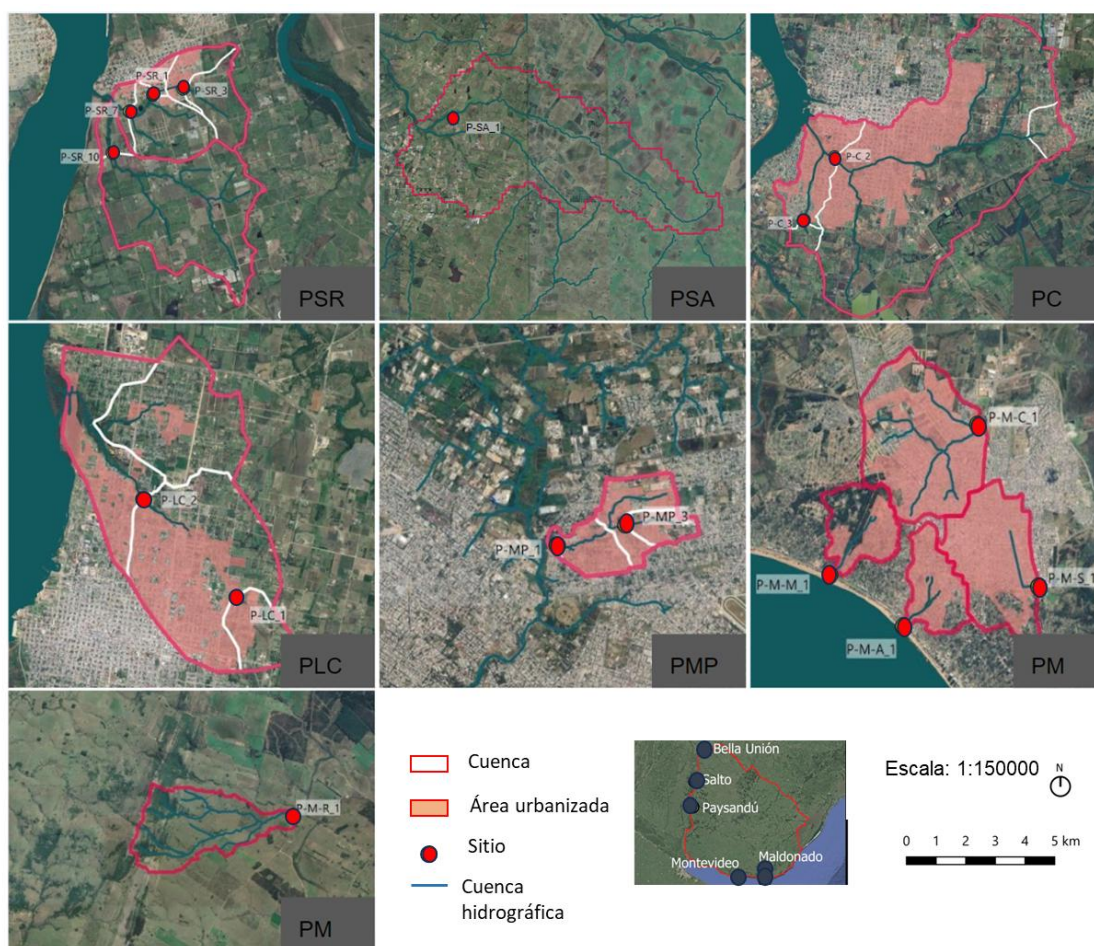 P-SR_1
P-SR_3
P-SR_7
P-SR_10
PSR
P-SA_1
PSA
P-C_2
P-C_3
PC
P-LC_2
P-LC_1
PLC
P-MP_3
P-MP_1
PMP
P-M-C_1
P-M-M_1
P-M-S_1
P-M-A_1
PM
P-M-R_1
PM
Cuenca
Área urbanizada
Sitio
Cuenca
hidrográfica
Bella Unión
Salto
Paysandú
Montevideo
Maldonado
Escala: 1:150000
N
0 1 2 3 4 5 km